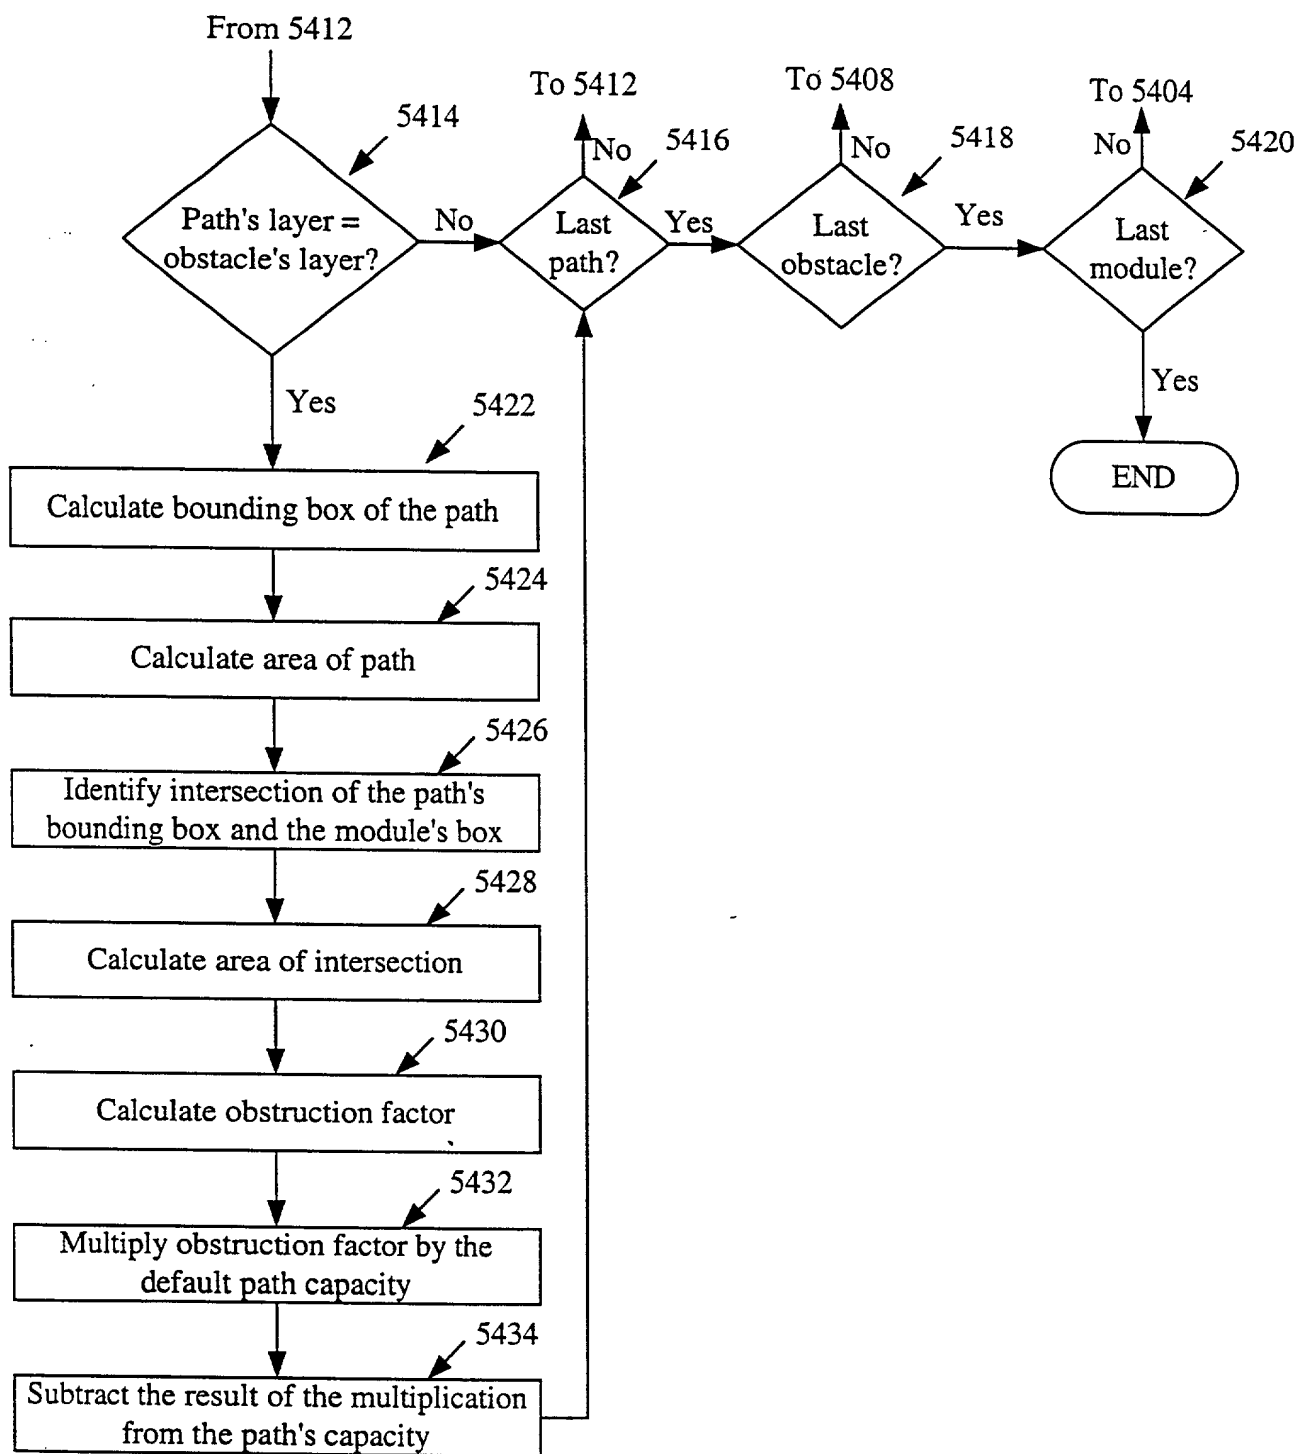 From 5412
To 5412
To 5408
To 5404
5414
No
5416
No
5418
No
5420
Path's layer =
obstacle's layer?
No
Last
path?
Yes
Last
obstacle?
Yes
Last
module?
Yes
Yes
END
5422
Calculate bounding box of the path
5424
Calculate area of path
5426
Identify intersection of the path's
bounding box and the module's box
5428
Calculate area of intersection
5430
Calculate obstruction factor
5432
Multiply obstruction factor by the
default path capacity
5434
Subtract the result of the multiplication
from the path's capacity